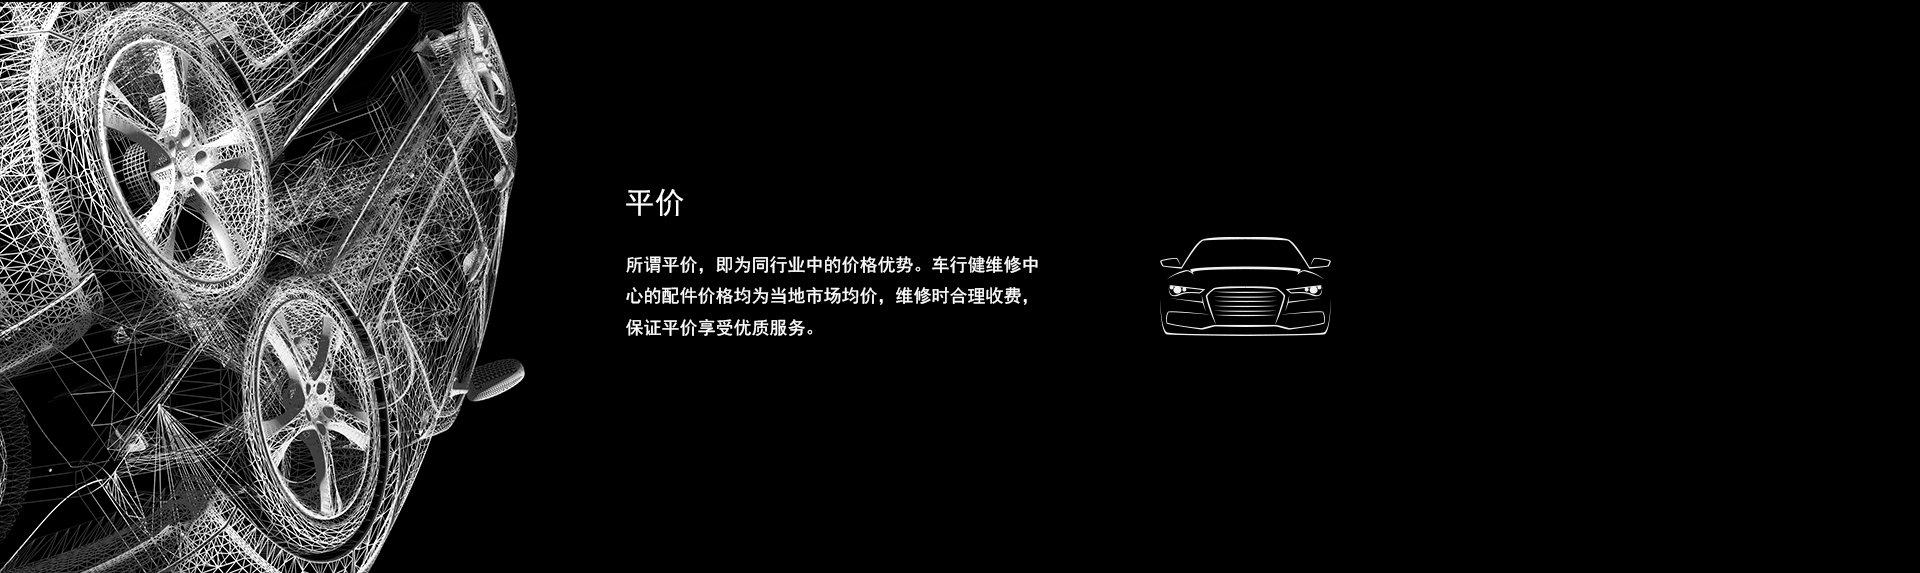 平价
所谓平价，即为同行业中的价格优势。车行健维修中
心的配件价格均为当地市场均价，维修时合理收费，
保证平价享受优质服务。